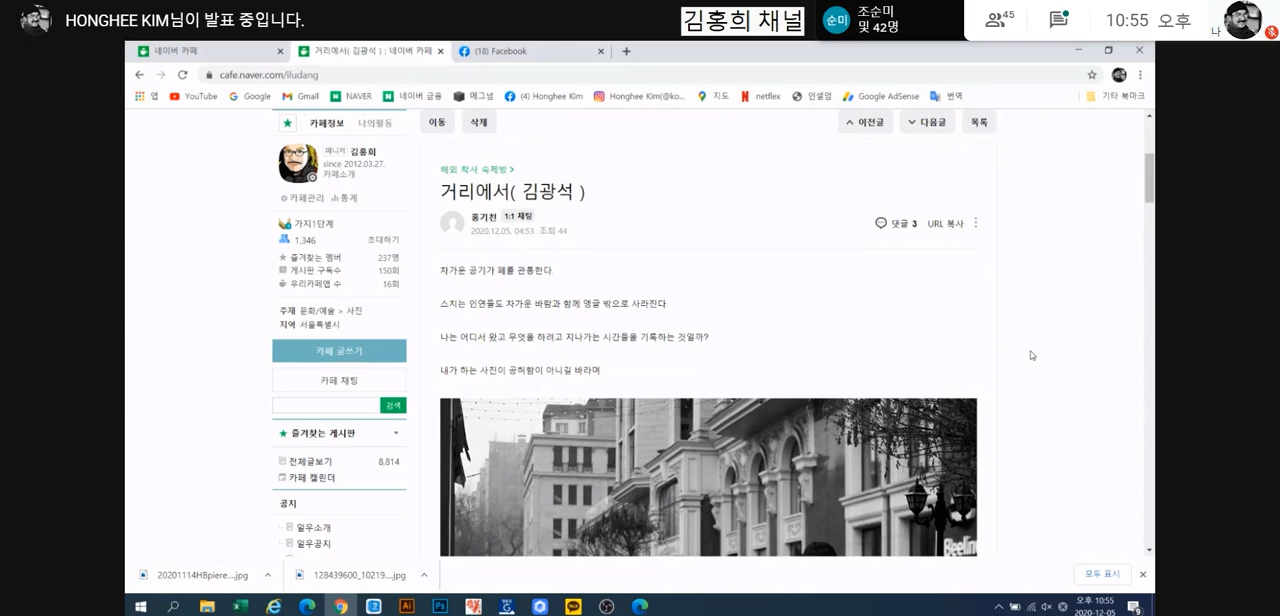 HONGHEE KIM님이 발표 중입니다.
김홍희 채널
순미
조순미
및 42명
45
10:55 오후
나
네이버 카페
거리에서( 김광석 ) : 네이버 카페
(18) Facebook
cafe.naver.com/iludang
앱
YouTube
Google
Gmail
NAVER
네이버 금융
메그넘
(4) Honghee Kim
Honghee Kim(@ko...
지도
netflex
인셀덤
Google AdSense
번역
기타 북마크
카페정보
나의활동
이동
삭제
이전글
다음글
목록
매니저 김홍희
since 2012.03.27.
카페소개
카페관리
통계
가지1단계
1,346
초대하기
즐겨찾는 멤버
237명
게시판 구독수
150회
우리카페앱 수
16회
주제 문화/예술 > 사진
지역 서울특별시
카페 글쓰기
카페 채팅
검색
즐겨찾는 게시판
전체글보기
8,814
카페 캘린더
공지
일우소개
일우공지
해외 착사 숙제방 >
거리에서( 김광석 )
홍기천 1:1 채팅
2020.12.05. 04:53 조회 44
댓글 3
URL 복사
차가운 공기가 폐를 관통한다.
스치는 인연들도 차가운 바람과 함께 앵글 밖으로 사라진다.
나는 어디서 왔고 무엇을 하려고 지나가는 시간들을 기록하는 것일까?
내가 하는 사진이 공허함이 아니길 바라며
Beeline
20201114HBpiere....jpg
128439600_10219....jpg
모두 표시
오후 10:55
2020-12-05
9